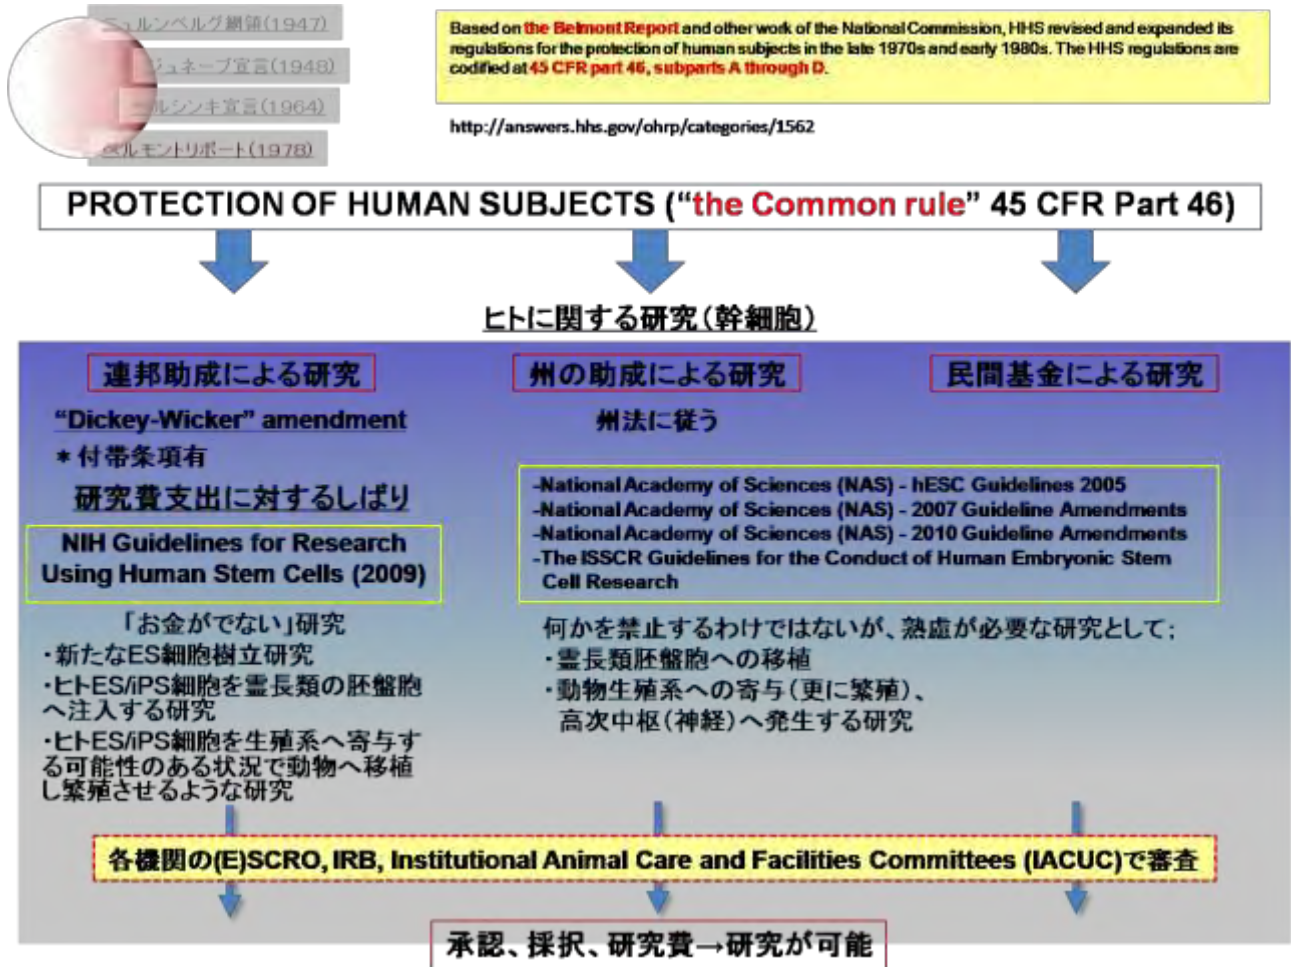 ニュルンベルグ綱領(1947)
ジュネーブ宣言(1948)
ヘルシンキ宣言(1964)
ベルモントリポート(1978)
Based on the Belmont Report and other work of the National Commission, HHS revised and expanded its
regulations for the protection of human subjects in the late 1970s and early 1980s. The HHS regulations are
codified at 45 CFR part 46, subparts A through D.
http://answers.hhs.gov/ohrp/categories/1562
PROTECTION OF HUMAN SUBJECTS (“the Common rule” 45 CFR Part 46)
ヒトに関する研究(幹細胞)
連邦助成による研究
“Dickey-Wicker” amendment
*付帯条項有
研究費支出に対するしばり
NIH Guidelines for Research
Using Human Stem Cells (2009)
「お金がでない」研究
・新たなES細胞樹立研究
・ヒトES/iPS細胞を霊長類の胚盤胞
へ注入する研究
・ヒトES/iPS細胞を生殖系へ寄与す
る可能性のある状況で動物へ移植
し繁殖させるような研究
州の助成による研究
州法に従う
民間基金による研究
-National Academy of Sciences (NAS) - hESC Guidelines 2005
-National Academy of Sciences (NAS) - 2007 Guideline Amendments
-National Academy of Sciences (NAS) - 2010 Guideline Amendments
-The ISSCR Guidelines for the Conduct of Human Embryonic Stem
Cell Research
何かを禁止するわけではないが、熟慮が必要な研究として;
・霊長類胚盤胞への移植
・動物生殖系への寄与(更に繁殖)、
高次中枢(神経)へ発生する研究
各機関の(E)SCRO, IRB, Institutional Animal Care and Facilities Committees (IACUC)で審査
承認、採択、研究費→研究が可能